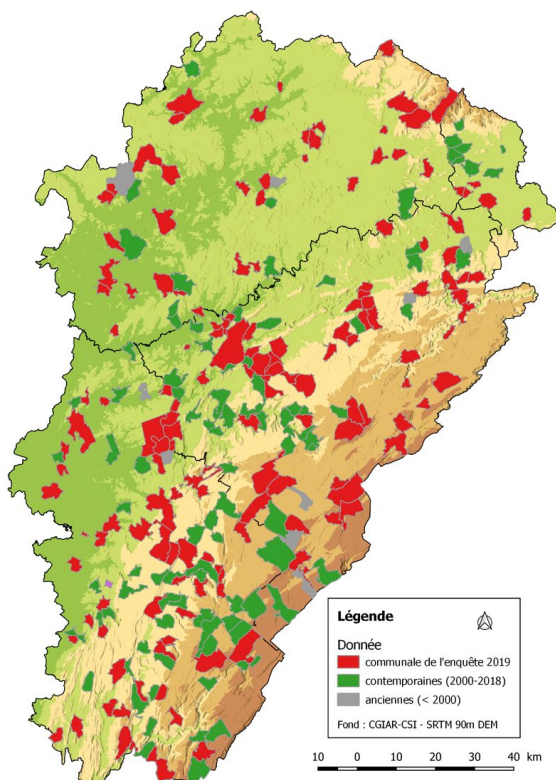 Légende
Donnée
communale de l'enquête 2019
contemporaines (2000-2018)
anciennes (< 2000)
Fond : CGIAR-CSI - SRTM 90m DEM
10 0 10 20 30 40 km